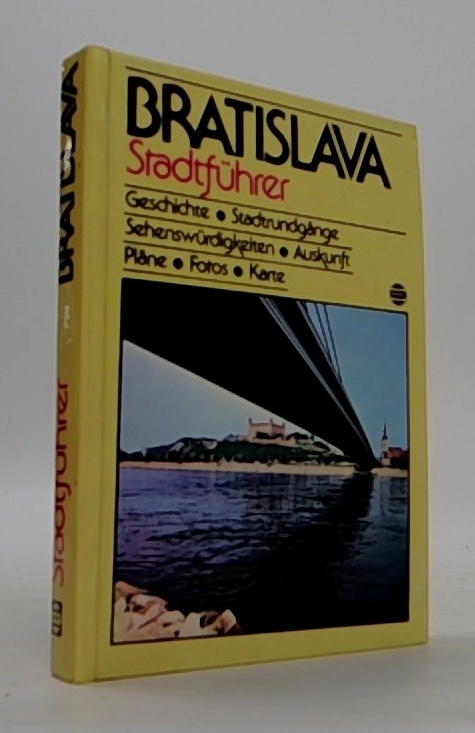 BRATISLAVA
Stadtführer
Geschichte • Stadtrundgänge
Sehenswürdigkeiten • Auskunft
Pläne • Fotos • Karte
BRATISLAVA
Stadtführer